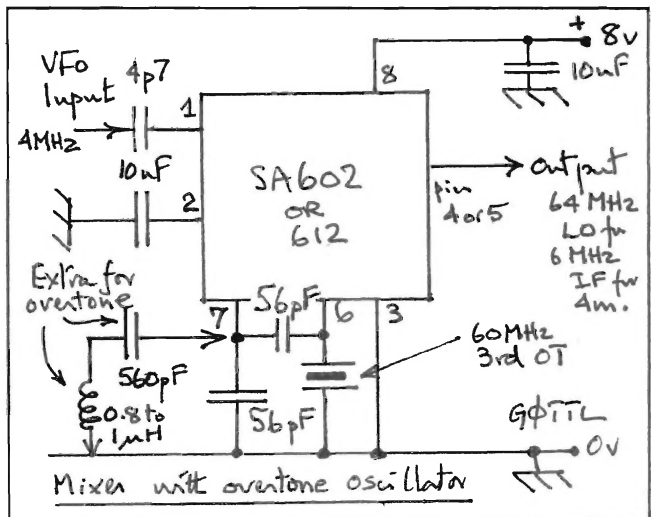 VFO
Input
4MHz
4p7
1
8
+
8v
10nF
10nF
2
SA602
OR
612
pin
4 or 5
Output
64 MHz
LO for
6 MHz
IF for
4m.
Extra for
overtone
560pF
0.8 to
1µH
7
56pF
6
3
56pF
60MHz
3rd OT
GØTTL
0v
Mixer with overtone oscillator